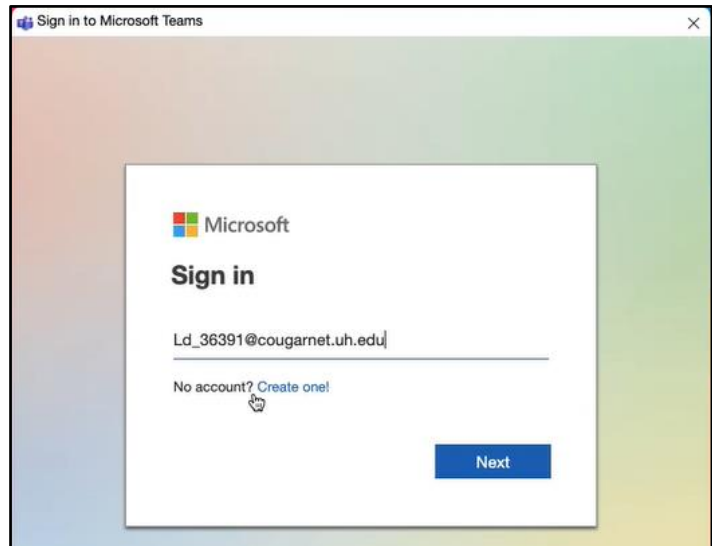 Sign in to Microsoft Teams
Microsoft
Sign in
Ld_36391@cougarnet.uh.edu
No account? Create one!
Next